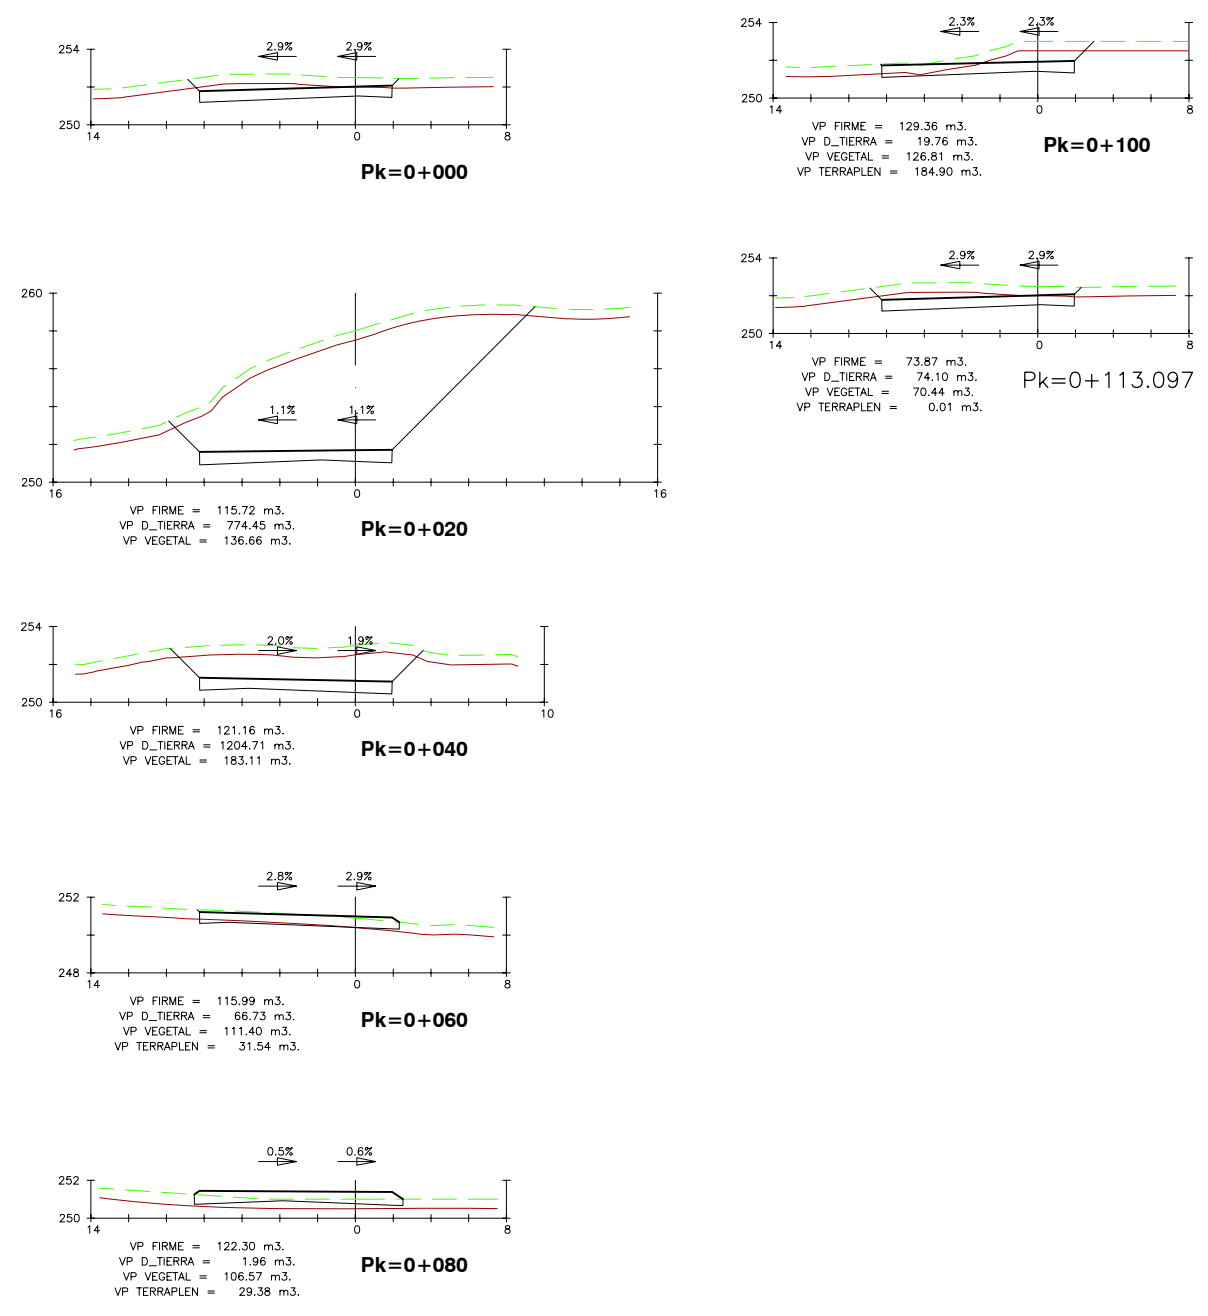 2.9% 2.9%
254
250
14 0 8
Pk=0+000
260
1.1% 1.1%
250
16 0 16
VP FIRME = 115.72 m3.
VP D_TIERRA = 774.45 m3.
VP VEGETAL = 136.66 m3.
Pk=0+020
254
2.0% 1.9%
250
16 0 10
VP FIRME = 121.16 m3.
VP D_TIERRA = 1204.71 m3.
VP VEGETAL = 183.11 m3.
Pk=0+040
2.8% 2.9%
252
248
14 0 8
VP FIRME = 115.99 m3.
VP D_TIERRA = 66.73 m3.
VP VEGETAL = 111.40 m3.
VP TERRAPLEN = 31.54 m3.
Pk=0+060
0.5% 0.6%
252
250
14 0 8
VP FIRME = 122.30 m3.
VP D_TIERRA = 1.96 m3.
VP VEGETAL = 106.57 m3.
VP TERRAPLEN = 29.38 m3.
Pk=0+080
254
2.3% 2.3%
250
14 0 8
VP FIRME = 129.36 m3.
VP D_TIERRA = 19.76 m3.
VP VEGETAL = 126.81 m3.
VP TERRAPLEN = 184.90 m3.
Pk=0+100
2.9% 2.9%
254
250
14 0 8
VP FIRME = 73.87 m3.
VP D_TIERRA = 74.10 m3.
VP VEGETAL = 70.44 m3.
VP TERRAPLEN = 0.01 m3.
Pk=0+113.097